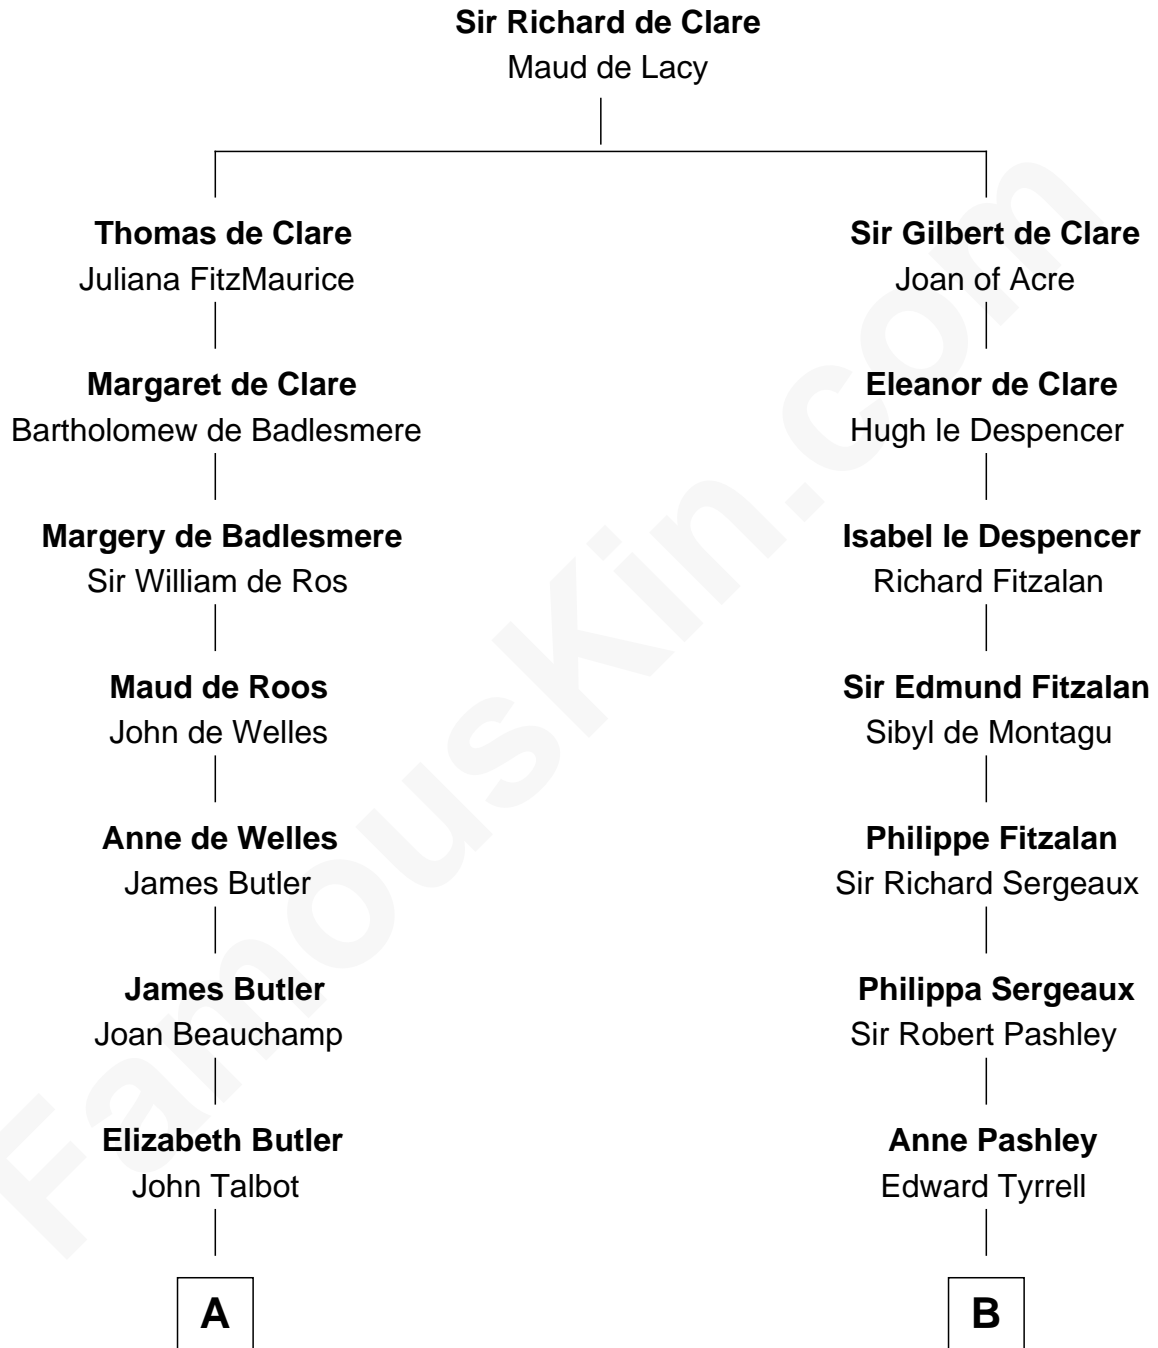 Sir Richard de Clare
Maud de Lacy
Thomas de Clare
Juliana FitzMaurice
Sir Gilbert de Clare
Joan of Acre
Margaret de Clare
Bartholomew de Badlesmere
Eleanor de Clare
Hugh le Despencer
Margery de Badlesmere
Sir William de Ros
Isabel le Despencer
Richard Fitzalan
Maud de Roos
John de Welles
Sir Edmund Fitzalan
Sibyl de Montagu
Anne de Welles
James Butler
Philippe Fitzalan
Sir Richard Sergeaux
James Butler
Joan Beauchamp
Philippa Sergeaux
Sir Robert Pashley
Elizabeth Butler
John Talbot
Anne Pashley
Edward Tyrrell
A
B
FamousKin.com